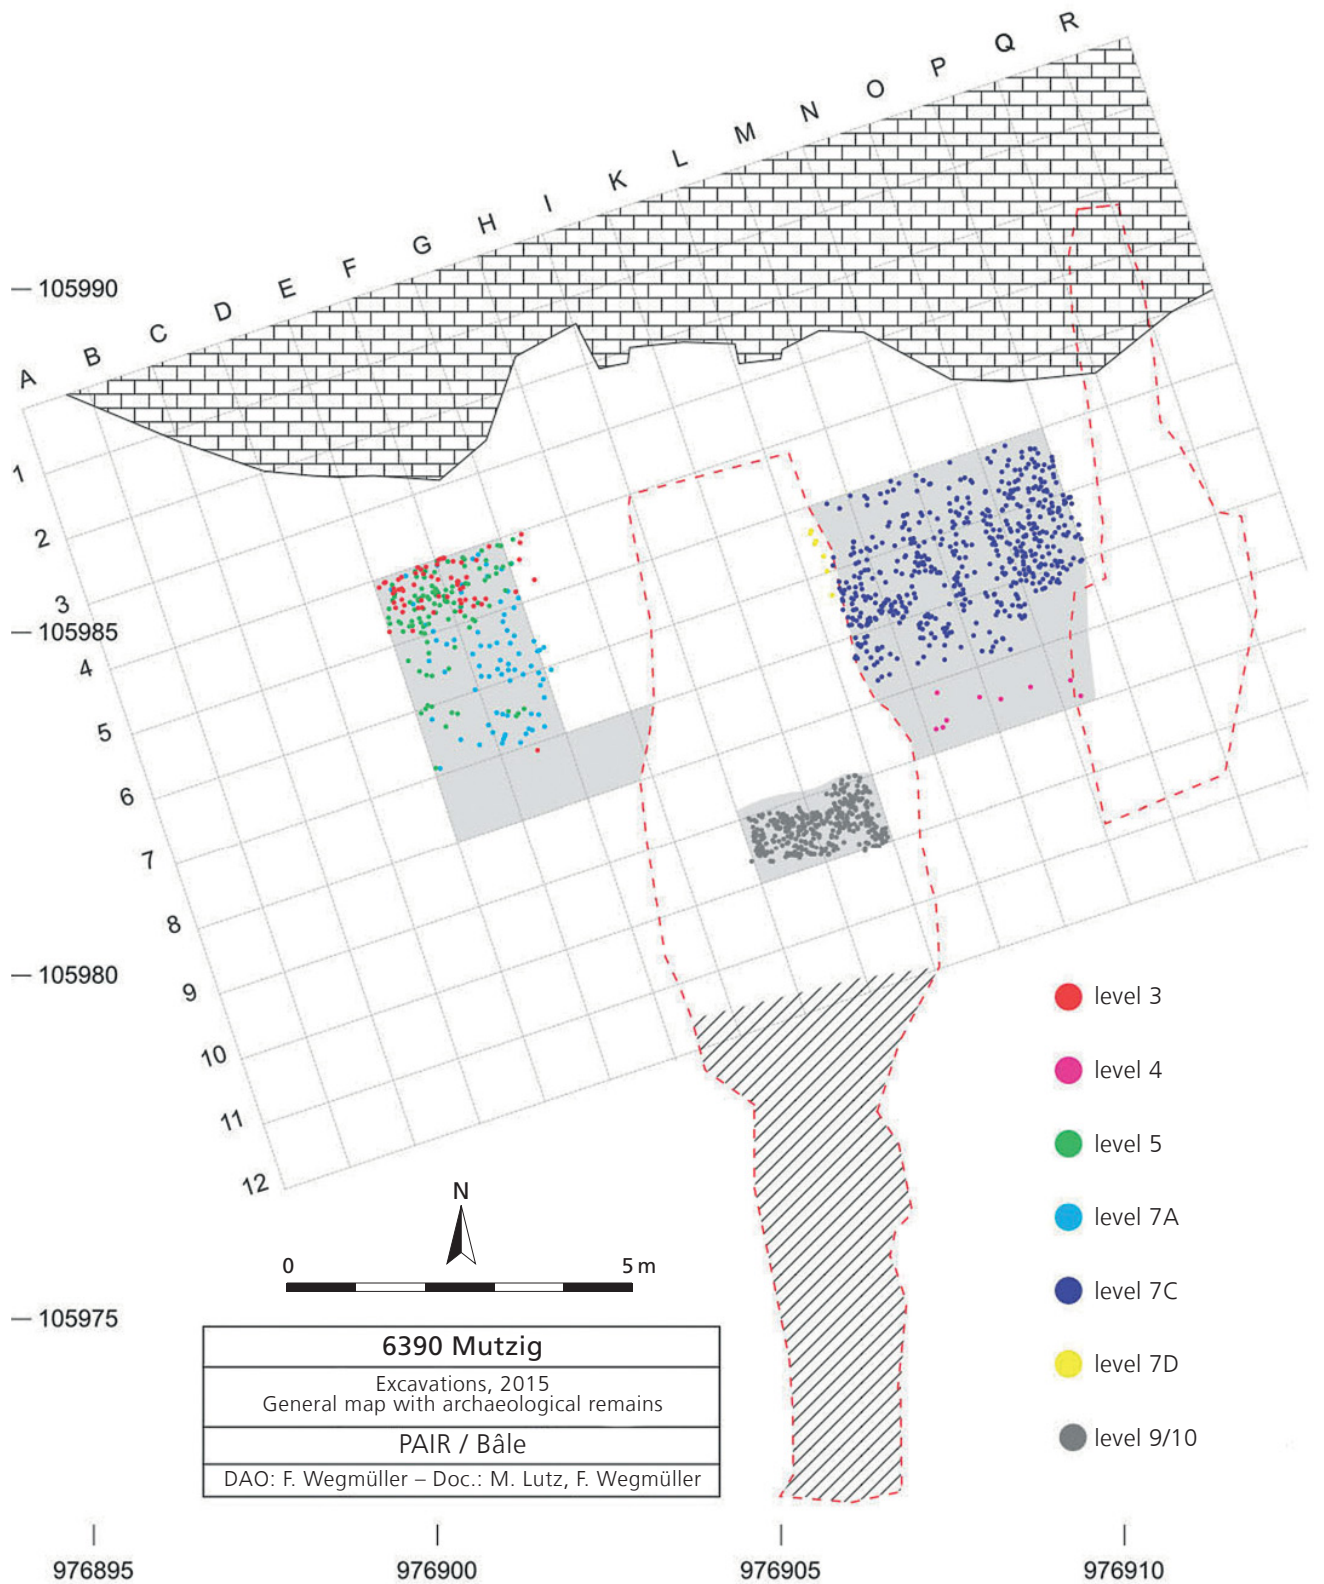 R
Q
P
O
N
M
L
K
I
H
G
F
E
D
C
B
A
105990
1
2
3
105985
4
5
6
7
8
105980
9
10
11
12
level 3
level 4
level 5
level 7A
level 7C
level 7D
level 9/10
N
0 5 m
105975
6390 Mutzig
Excavations, 2015
General map with archaeological remains
PAIR / Bâle
DAO: F. Wegmüller – Doc.: M. Lutz, F. Wegmüller
976895 976900 976905 976910